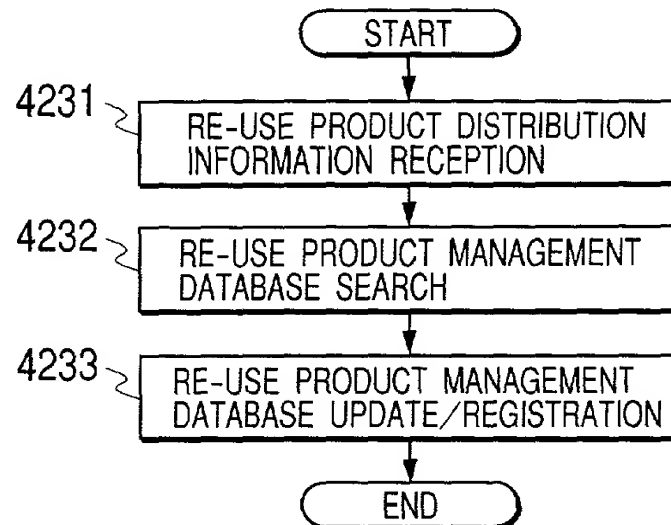 START
4231
RE-USE PRODUCT DISTRIBUTION
INFORMATION RECEPTION
4232
RE-USE PRODUCT MANAGEMENT
DATABASE SEARCH
4233
RE-USE PRODUCT MANAGEMENT
DATABASE UPDATE/REGISTRATION
END